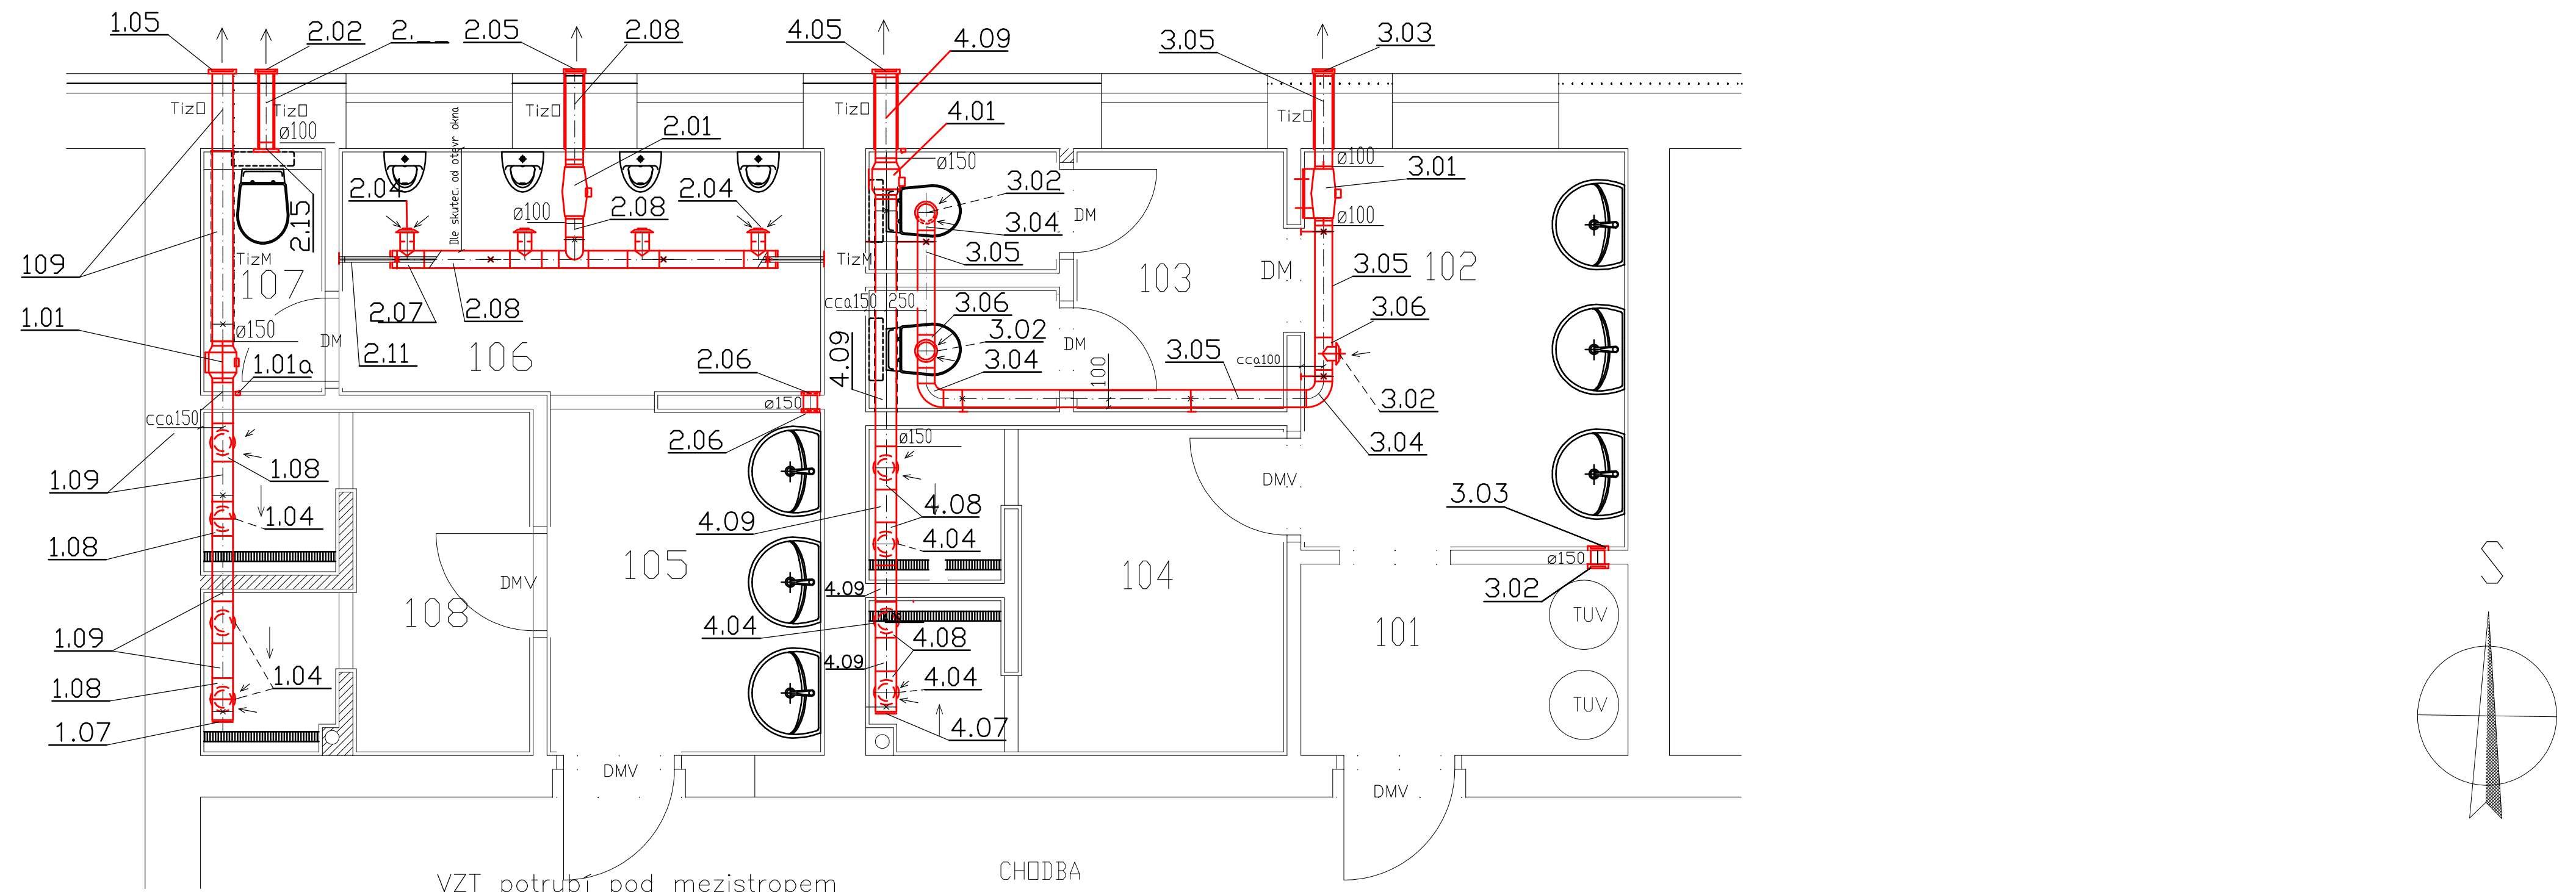 1.05
2.02
2.__
2.05
2.08
4.05
4.09
3.05
3.03
TizO
TizO
ø100
TizO
Dle skutec. od otevr okna
2.01
TizO
4.01
TizO
ø150
ø100
3.01
2.04
2.15
ø100
2.08
2.04
3.02
DM
3.04
ø100
109
TizM
107
TizM
3.05
103
DM
3.05
102
2.07
2.08
cca150
250
3.06
3.06
1.01
ø150
DM
2.11
106
3.02
DM
1.01a
2.06
4.09
3.04
100
3.05
cca100
cca150
ø150
3.02
2.06
ø150
3.04
1.09
1.08
DMV
3.03
1.04
4.09
4.08
1.08
4.04
105
ø150
S
DMV
104
4.09
3.02
108
TUV
1.09
4.04
4.08
101
4.09
1.08
1.04
4.04
TUV
1.07
4.07
DMV
DMV
CHODBA
VZT potrubí pod mezistropem